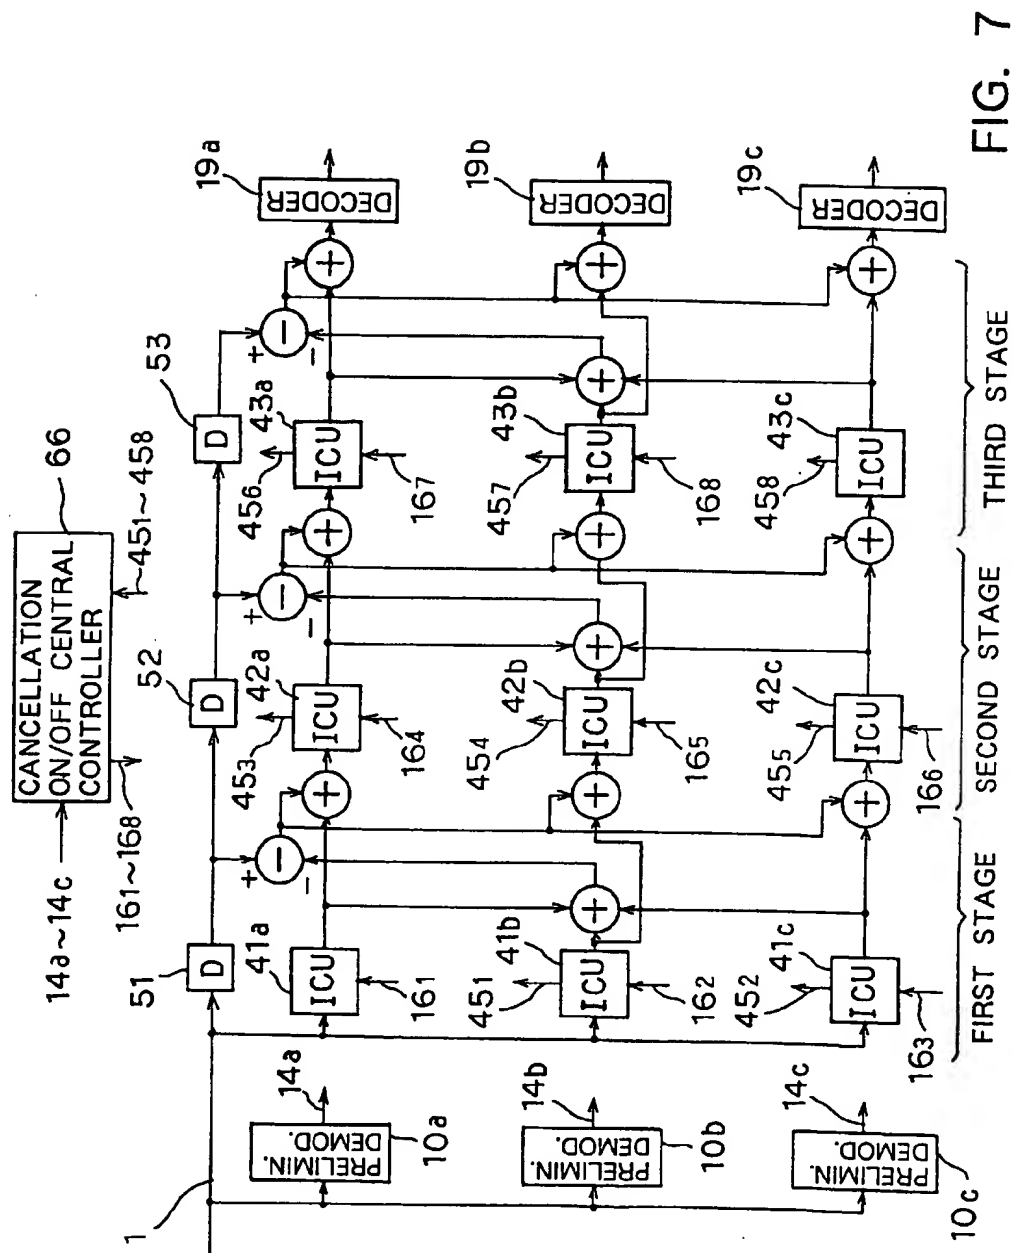 CANCELLATION
ON/OFF CENTRAL
CONTROLLER
66
14a~14c
161~168
451~458
1
51
D
52
D
53
D
PRELIMIN.
DEMOD.
14a
10a
41a
ICU
161
+
-
-
+
42a
ICU
453
164
+
-
-
+
43a
ICU
456
167
+
-
-
+
DECODER
19a
PRELIMIN.
DEMOD.
14b
10b
41b
ICU
451
162
+
+
42b
ICU
454
165
+
+
43b
ICU
457
168
+
+
DECODER
19b
PRELIMIN.
DEMOD.
14c
10c
41c
ICU
452
163
+
42c
ICU
455
166
+
43c
ICU
458
+
DECODER
19c
FIRST STAGE
SECOND STAGE
THIRD STAGE
FIG. 7